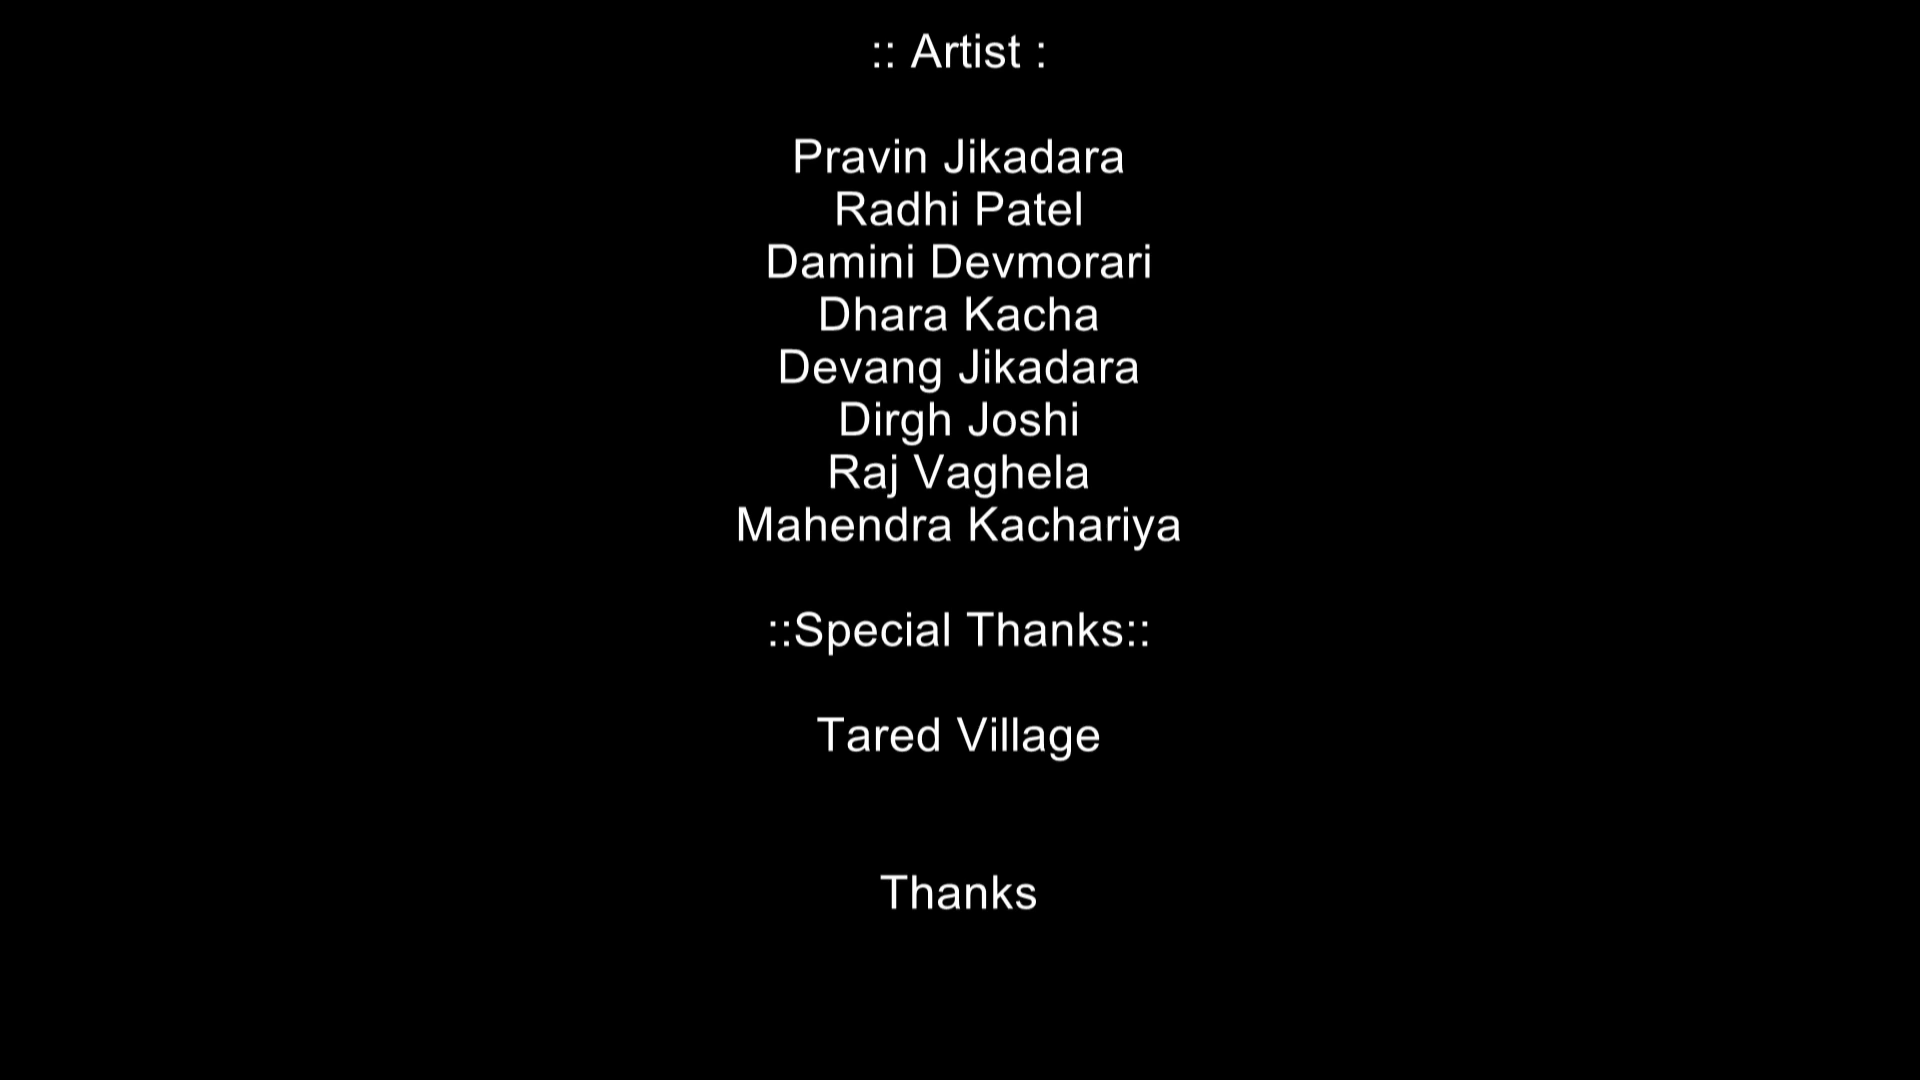 :: Artist :
Pravin Jikadara
Radhi Patel
Damini Devmorari
Dhara Kacha
Devang Jikadara
Dirgh Joshi
Raj Vaghela
Mahendra Kachariya
::Special Thanks::
Tared Village
Thanks